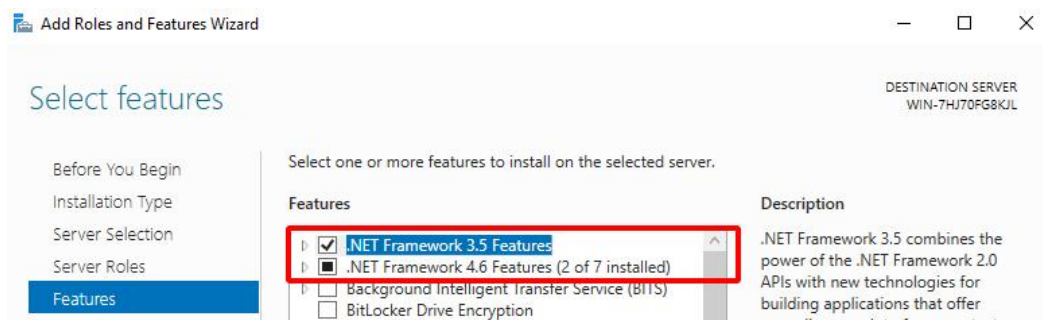 Add Roles and Features Wizard
Select features
DESTINATION SERVER
WIN-7HJ70FG8KJL
Before You Begin
Installation Type
Server Selection
Server Roles
Features
Select one or more features to install on the selected server.
Features
.NET Framework 3.5 Features
.NET Framework 4.6 Features (2 of 7 installed)
Background Intelligent Transfer Service (BITS)
BitLocker Drive Encryption
Description
.NET Framework 3.5 combines the
power of the .NET Framework 2.0
APIs with new technologies for
building applications that offer